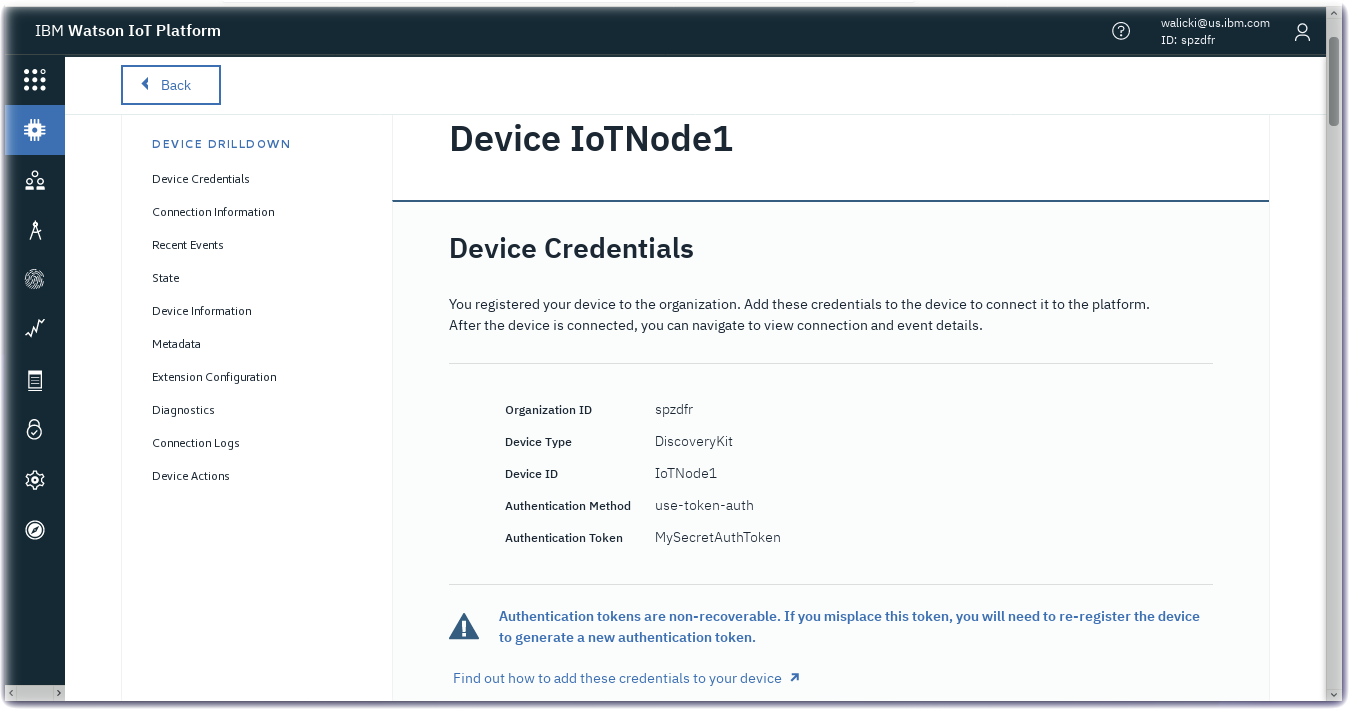 IBM Watson IoT Platform
walicki@us.ibm.com
ID: spzdfr
Back
DEVICE DRILLDOWN
Device Credentials
Connection Information
Recent Events
State
Device Information
Metadata
Extension Configuration
Diagnostics
Connection Logs
Device Actions
Device IoTNode1
Device Credentials
You registered your device to the organization. Add these credentials to the device to connect it to the platform.
After the device is connected, you can navigate to view connection and event details.
Organization ID spzdfr
Device Type DiscoveryKit
Device ID IoTNode1
Authentication Method use-token-auth
Authentication Token MySecretAuthToken
Authentication tokens are non-recoverable. If you misplace this token, you will need to re-register the device
to generate a new authentication token.
Find out how to add these credentials to your device